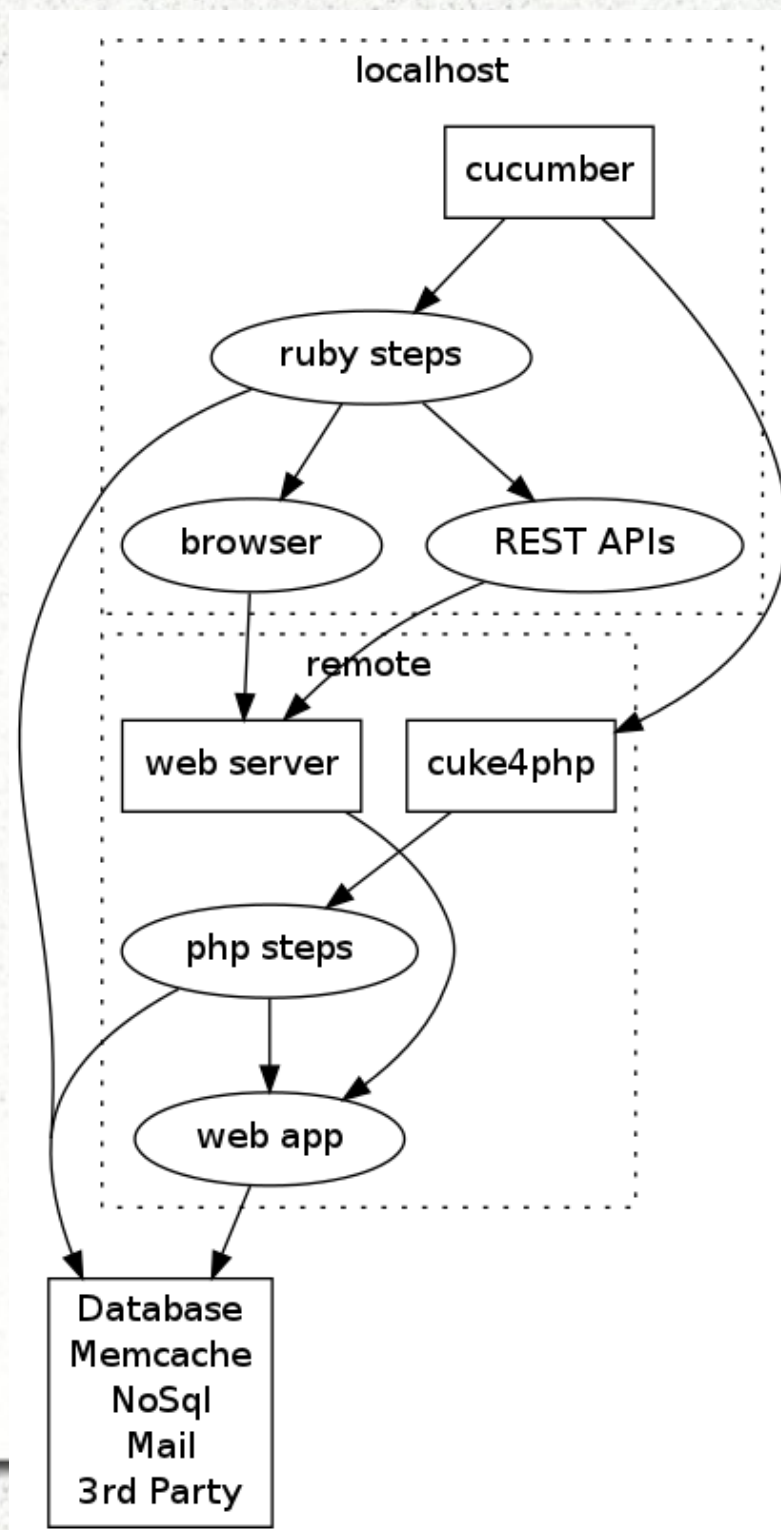 localhost
cucumber
ruby steps
browser
REST APIs
remote
web server
cuke4php
php steps
web app
Database
Memcache
NoSql
Mail
3rd Party